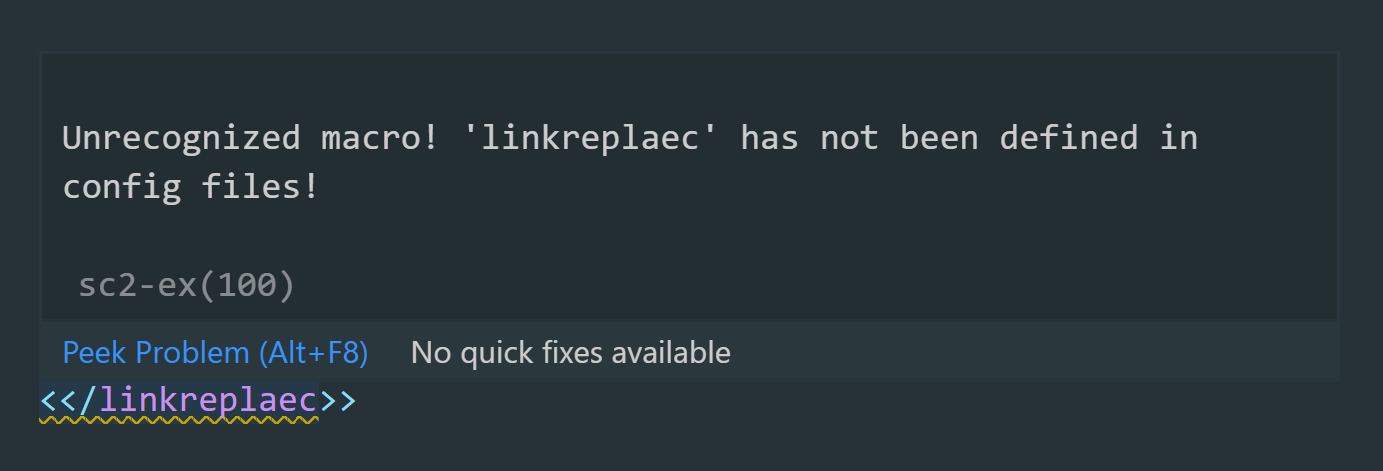 Unrecognized macro! 'linkreplaec' has not been defined in
config files!
sc2-ex(100)
Peek Problem (Alt+F8) No quick fixes available
<</linkreplaec>>